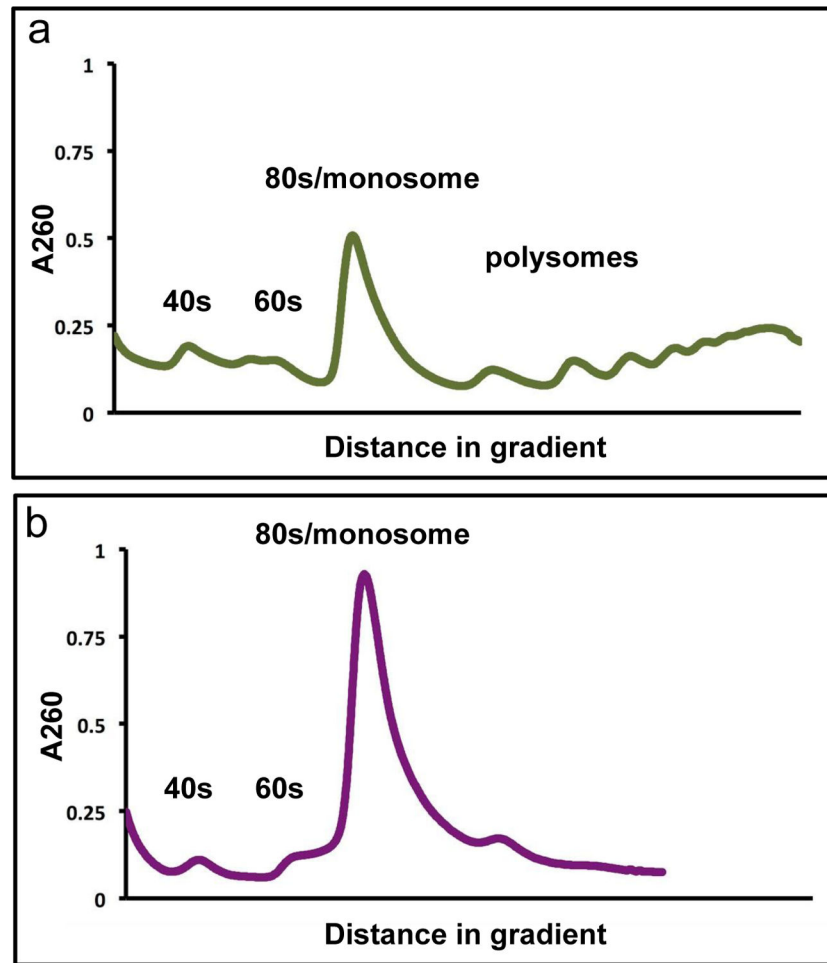 a
1
0.75
80s/monosome
A260
0.5
polysomes
40s
60s
0.25
0
Distance in gradient
b
80s/monosome
1
0.75
A260
0.5
40s
60s
0.25
0
Distance in gradient